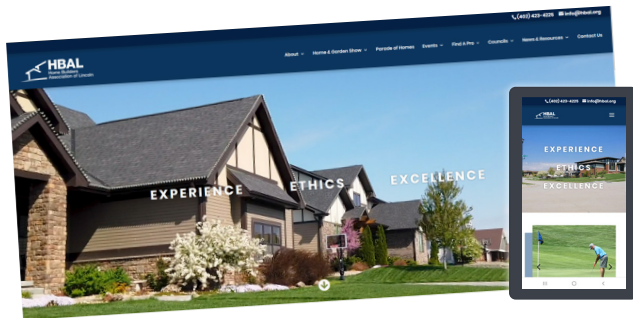 (402) 423-4225 info@hbal.org
HBAL
Home Builders
Association of Lincoln
About Home & Garden Show Parade of Homes Events Find A Pro Councils News & Resources Contact Us
EXPERIENCE ETHICS EXCELLENCE
(402) 423-4225 info@hbal.org
HBAL
EXPERIENCE
ETHICS
EXCELLENCE